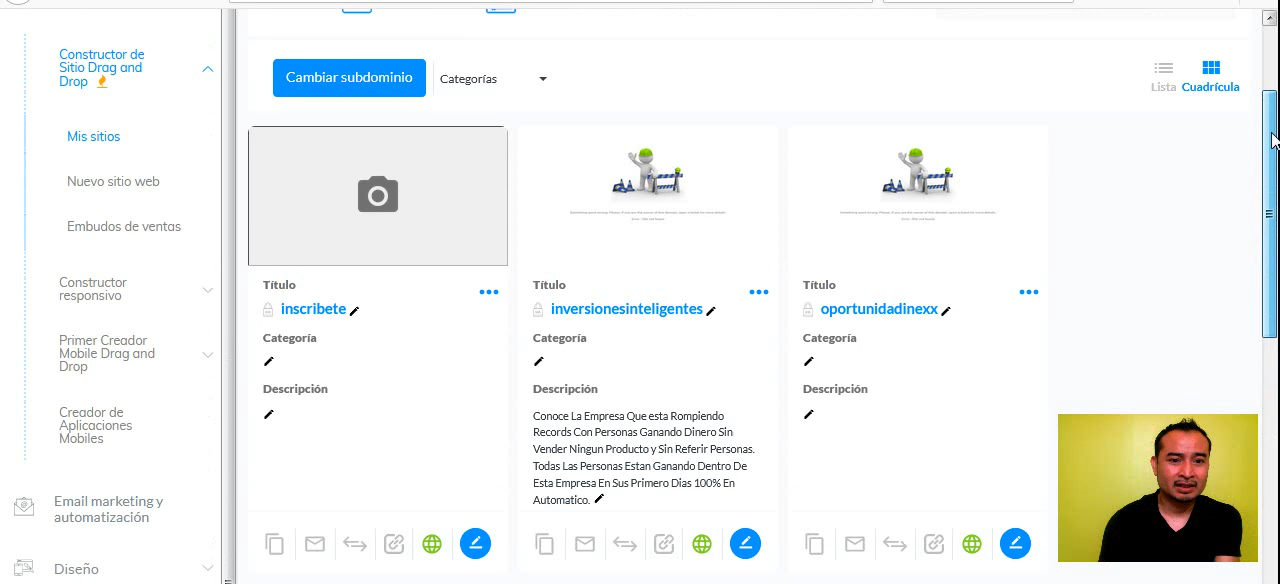 Constructor de
Sitio Drag and
Drop
Mis sitios
Nuevo sitio web
Embudos de ventas
Constructor
responsivo
Primer Creador
Mobile Drag and
Drop
Creador de
Aplicaciones
Mobiles
Email marketing y
automatización
Diseño
Cambiar subdominio
Categorías
Lista
Cuadrícula
Título
inscribete
Categoría
Descripción
Título
inversionesinteligentes
Categoría
Descripción
Conoce La Empresa Que esta Rompiendo
Records Con Personas Ganando Dinero Sin
Vender Ningun Producto y Sin Referir Personas.
Todas Las Personas Estan Ganando Dentro De
Esta Empresa En Sus Primero Dias 100% En
Automatico.
Título
oportunidadinexx
Categoría
Descripción